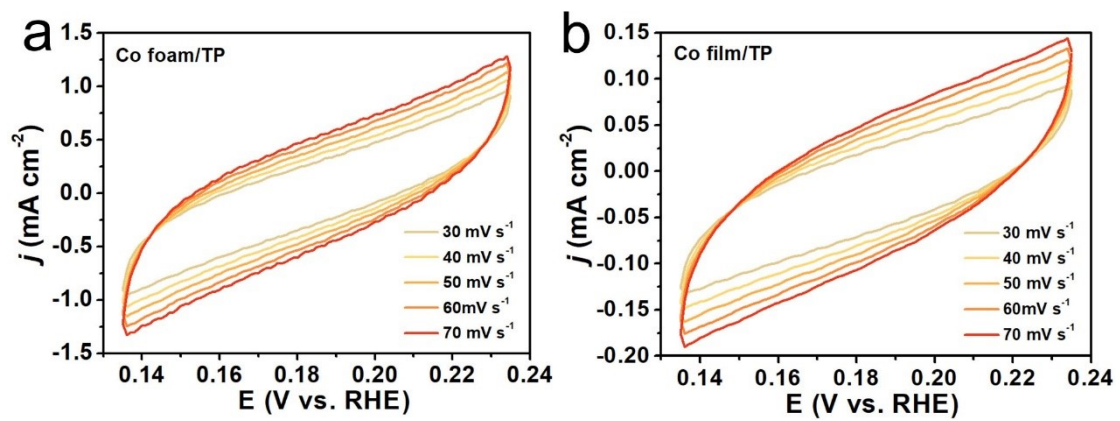 a
Co foam/TP
1.5
1.0
0.5
0.0
-0.5
-1.0
-1.5
j (mA cm⁻²)
30 mV s⁻¹
40 mV s⁻¹
50 mV s⁻¹
60mV s⁻¹
70 mV s⁻¹
0.14 0.16 0.18 0.20 0.22 0.24
E (V vs. RHE)
b
Co film/TP
0.15
0.10
0.05
0.00
-0.05
-0.10
-0.15
-0.20
j (mA cm⁻²)
30 mV s⁻¹
40 mV s⁻¹
50 mV s⁻¹
60mV s⁻¹
70 mV s⁻¹
0.14 0.16 0.18 0.20 0.22 0.24
E (V vs. RHE)